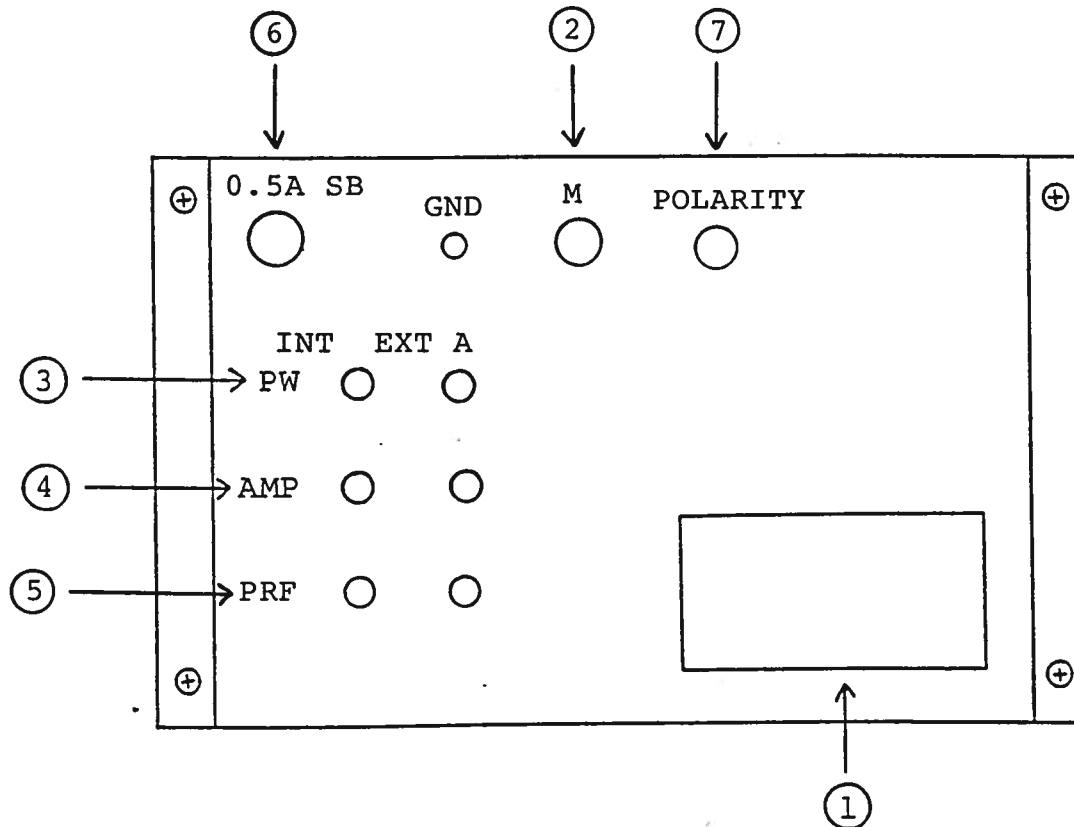 6 2 7
0.5A SB
GND
M
POLARITY
INT EXT A
3 PW
4 AMP
5 PRF
1